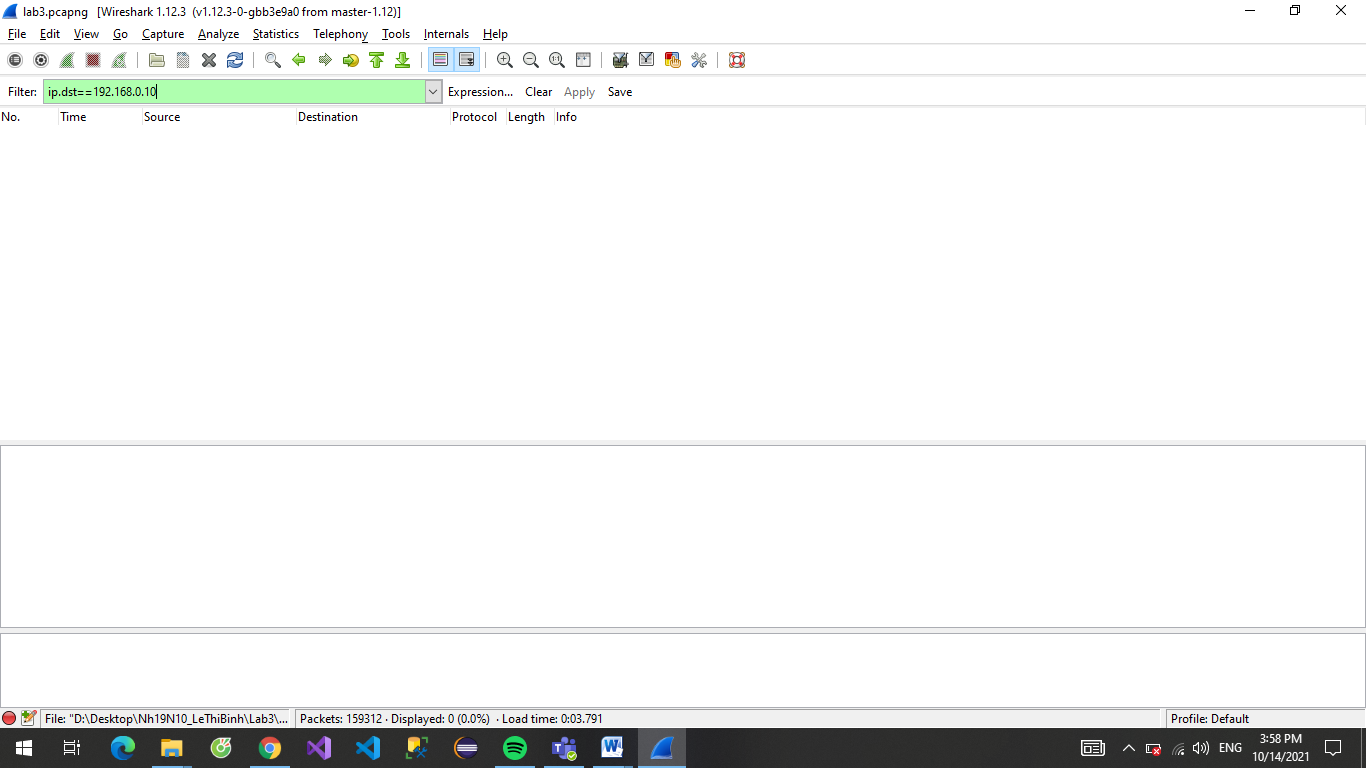 lab3.pcapng [Wireshark 1.12.3 (v1.12.3-0-gbb3e9a0 from master-1.12)]
File Edit View Go Capture Analyze Statistics Telephony Tools Internals Help
Filter: ip.dst==192.168.0.10 Expression... Clear Apply Save
No. Time Source Destination Protocol Length Info
File: "D:\Desktop\Nh19N10_LeThiBinh\Lab3\... Packets: 159312 · Displayed: 0 (0.0%) · Load time: 0:03.791 Profile: Default
ENG 3:58 PM
10/14/2021